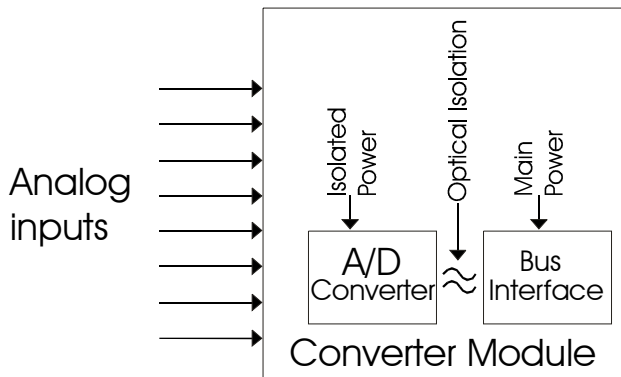 Analog
inputs
Isolated
Power
Optical Isolation
Main
Power
A/D
Converter
Bus
Interface
Converter Module